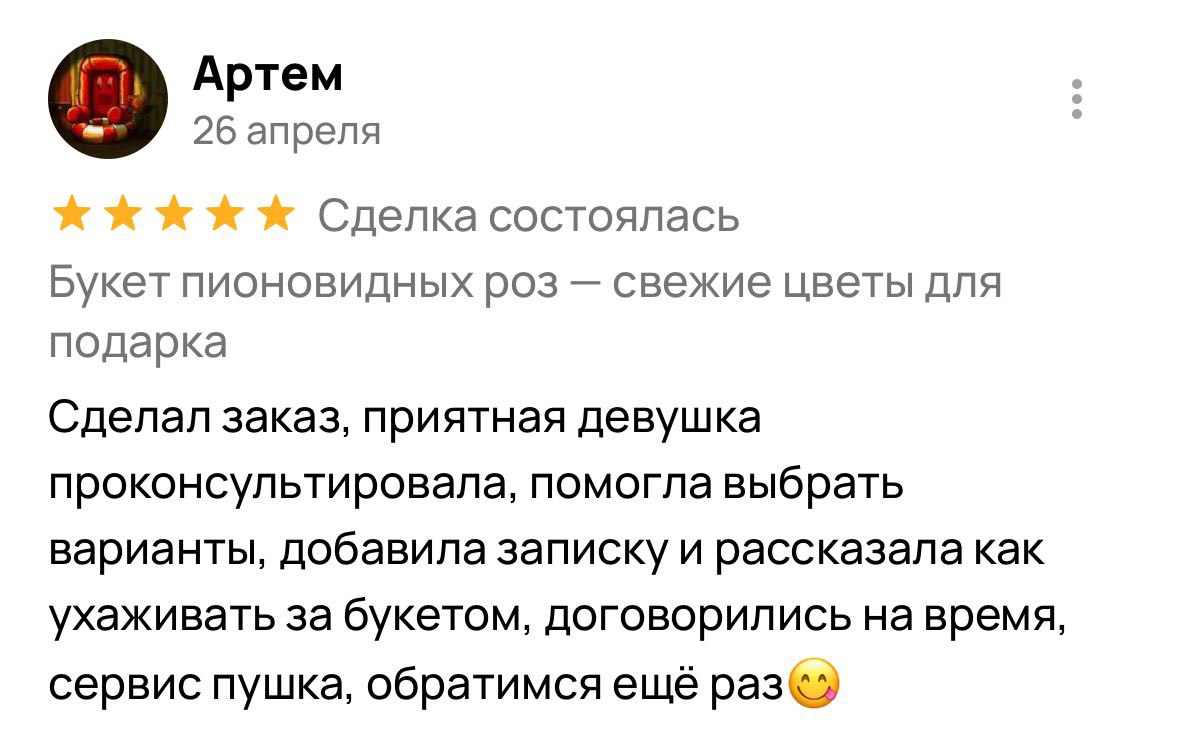 Артем
26 апреля
Сделка состоялась
Букет пионовидных роз — свежие цветы для
подарка
Сделал заказ, приятная девушка
проконсультировала, помогла выбрать
варианты, добавила записку и рассказала как
ухаживать за букетом, договорились на время,
сервис пушка, обратимся ещё раз😋